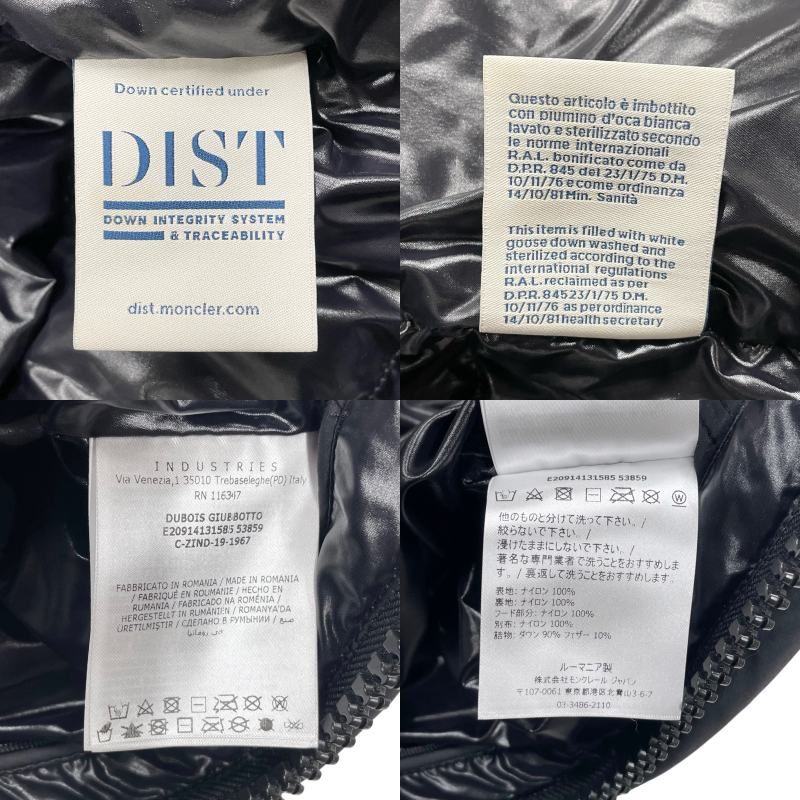 Down certified under
DIST
DOWN INTEGRITY SYSTEM
& TRACEABILITY
dist.moncler.com
Questo articolo è imbottito
con piumino d'oca bianca
lavato e sterilizzato secondo
le norme internazionali
R.A.L. bonificato come da
D.P.R. 845 del 23/1/75 D.M.
10/11/76 e come ordinanza
14/10/81 Min. Sanità
This item is filled with white
goose down washed and
sterilized according to the
international regulations
R.A.L. reclaimed as per
D.P.R. 84523/1/75 D.M.
10/11/76 as per ordinance
14/10/81 health secretary
INDUSTRIES
Via Venezia,1 35010 Trebaseleghe(PD) Italy
RN 116347
DUBOIS GIUBBOTTO
E20914131585 53859
C-ZIND-19-1967
FABBRICATO IN ROMANIA / MADE IN ROMANIA
/ FABRIQUÉ EN ROUMANIE / HECHO EN
RUMANIA / FABRICADO NA ROMÉNIA /
HERGESTELLT IN RUMÄNIEN / ROMANYA'DA
ÜRETILMIŞTIR / СДЕЛАНО В РУМЫНИИ / صنع
في رومانيا
E20914131585 53859
他のものと分けて洗って下さい。/
絞らないで下さい。/
浸けたままにしないで下さい。/
著名な専門業者で洗うことをおすすめしま
す。/ 裏返して洗うことをおすすめします.
表地: ナイロン 100%
裏地: ナイロン 100%
フード部分: ナイロン 100%
別布: ナイロン 100%
詰物: ダウン 90% フェザー 10%
ルーマニア製
株式会社モンクレール ジャパン
〒107-0061 東京都港区北青山3-6-7
03-3486-2110